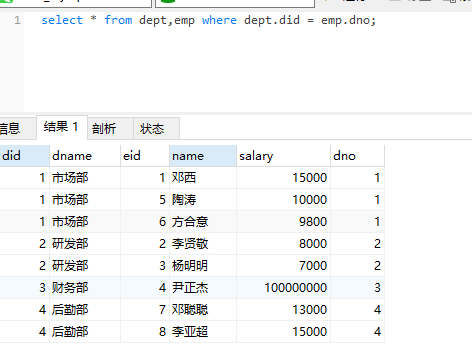 1 select * from dept,emp where dept.did = emp.dno;
信息 结果 1 剖析 状态
did dname eid name salary dno
1 市场部 1 邓西 15000 1
1 市场部 5 陶涛 10000 1
1 市场部 6 方合意 9800 1
2 研发部 2 李贤敬 8000 2
2 研发部 3 杨明明 7000 2
3 财务部 4 尹正杰 100000000 3
4 后勤部 7 邓聪聪 13000 4
4 后勤部 8 李亚超 15000 4